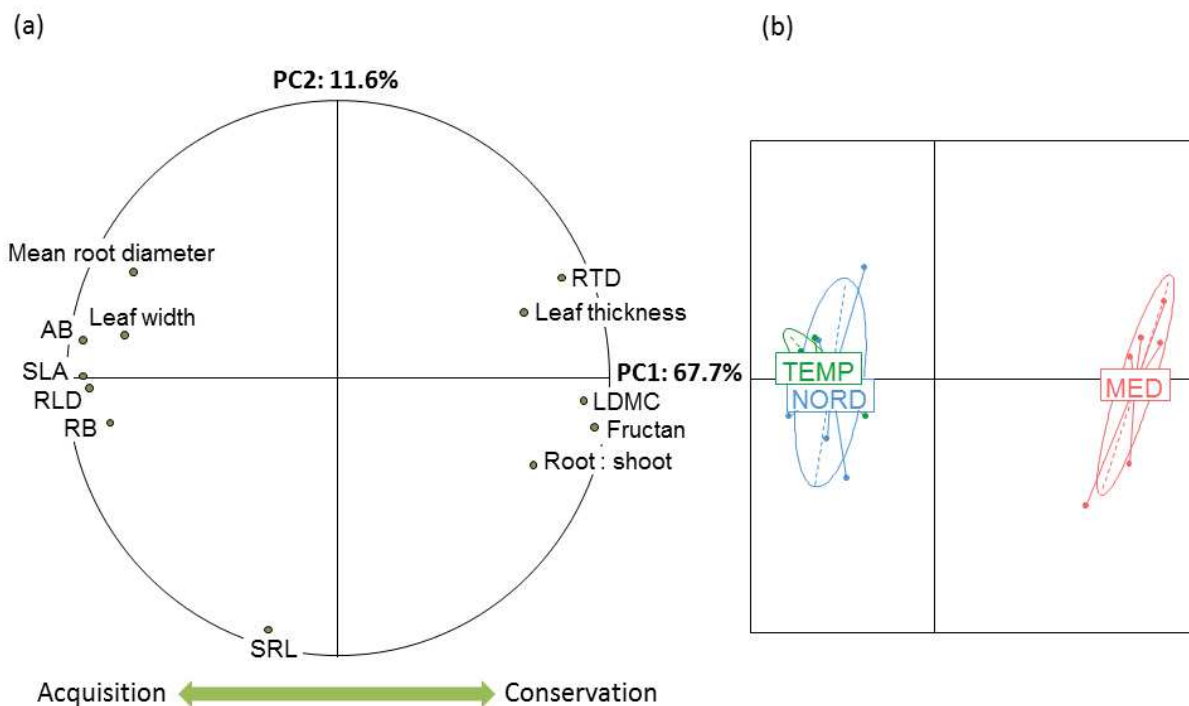 (a)
(b)
PC2: 11.6%
Mean root diameter
RTD
Leaf width
Leaf thickness
AB
SLA
PC1: 67.7%
RLD
LDMC
RB
Fructan
Root : shoot
SRL
Acquisition
Conservation
TEMP
NORD
MED